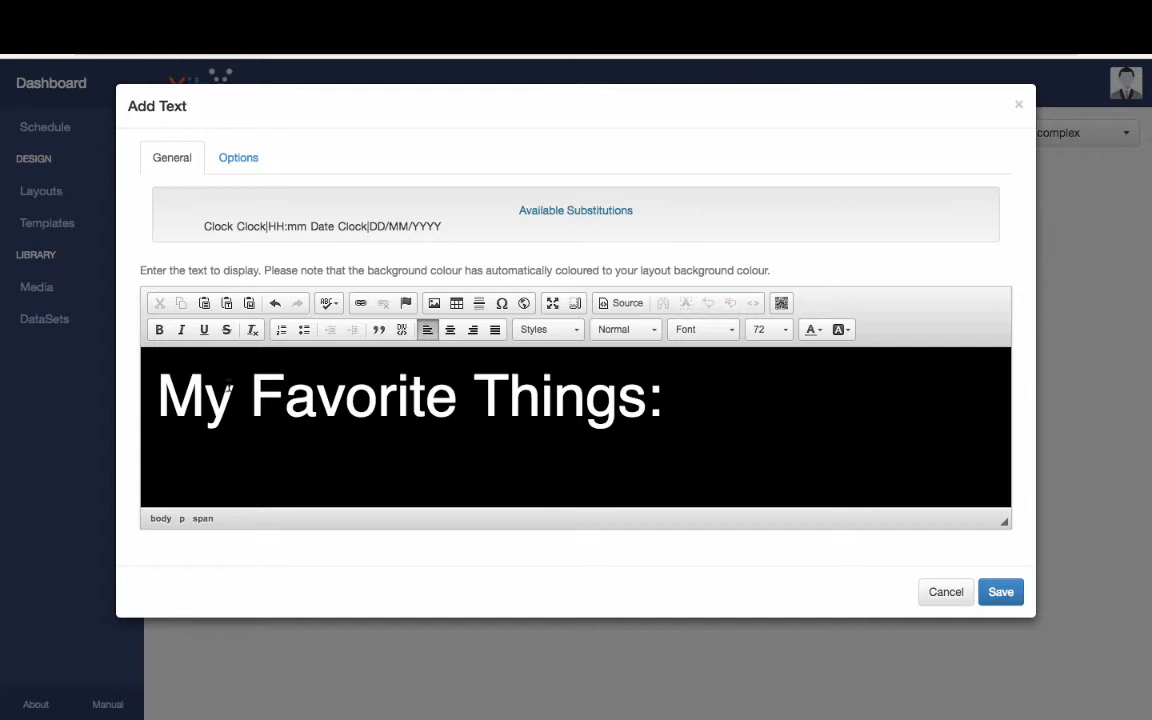 Dashboard
Add Text
×
Schedule
General
Options
complex
DESIGN
Layouts
Available Substitutions
Templates
Clock Clock|HH:mm Date Clock|DD/MM/YYYY
LIBRARY
Enter the text to display. Please note that the background colour has automatically coloured to your layout background colour.
Media
Source
DataSets
Styles
Normal
Font
72
My Favorite Things:
body p span
Cancel
Save
About
Manual